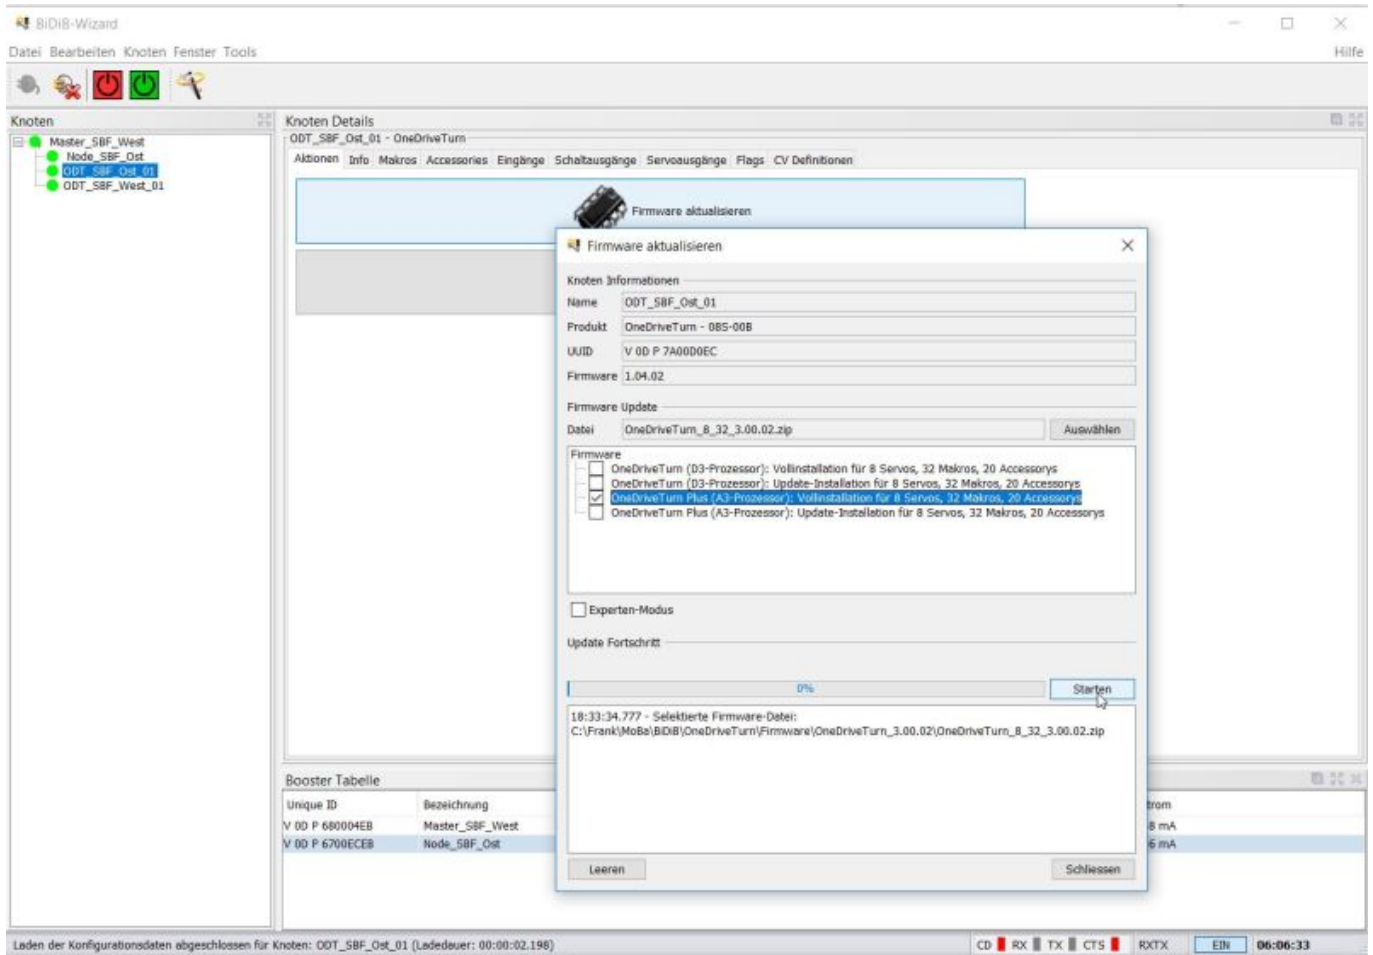 BiDiB-Wizard
Datei Bearbeiten Knoten Fenster Tools Hilfe
Knoten
Master_SBF_West
Node_SBF_Ost
ODT_SBF_Ost_01
ODT_SBF_West_01
Knoten Details
ODT_SBF_Ost_01 - OneDriveTurn
Aktionen Info Makros Accessories Eingänge Schaltausgänge Servoausgänge Flags CV Definitionen
Firmware aktualisieren
Firmware aktualisieren
Knoten Informationen
Name ODT_SBF_Ost_01
Produkt OneDriveTurn - 08S-00B
UUID V 0D P 7A00D0EC
Firmware 1.04.02
Firmware Update
Datei OneDriveTurn_8_32_3.00.02.zip Auswählen
Firmware
OneDriveTurn (D3-Prozessor): Vollinstallation für 8 Servos, 32 Makros, 20 Accessorys
OneDriveTurn (D3-Prozessor): Update-Installation für 8 Servos, 32 Makros, 20 Accessorys
OneDriveTurn Plus (A3-Prozessor): Vollinstallation für 8 Servos, 32 Makros, 20 Accessorys
OneDriveTurn Plus (A3-Prozessor): Update-Installation für 8 Servos, 32 Makros, 20 Accessorys
Experten-Modus
Update Fortschritt
0% Starten
18:33:34.777 - Selektierte Firmware-Datei:
C:\Frank\MoBa\BiDiB\OneDriveTurn\Firmware\OneDriveTurn_3.00.02\OneDriveTurn_8_32_3.00.02.zip
Leeren Schliessen
Booster Tabelle
Unique ID Bezeichnung trom
V 0D P 680004EB Master_SBF_West 8 mA
V 0D P 6700ECEB Node_SBF_Ost 6 mA
Laden der Konfigurationsdaten abgeschlossen für Knoten: ODT_SBF_Ost_01 (Ladedauer: 00:00:02.198) CD RX TX CTS RXTX EIN 06:06:33